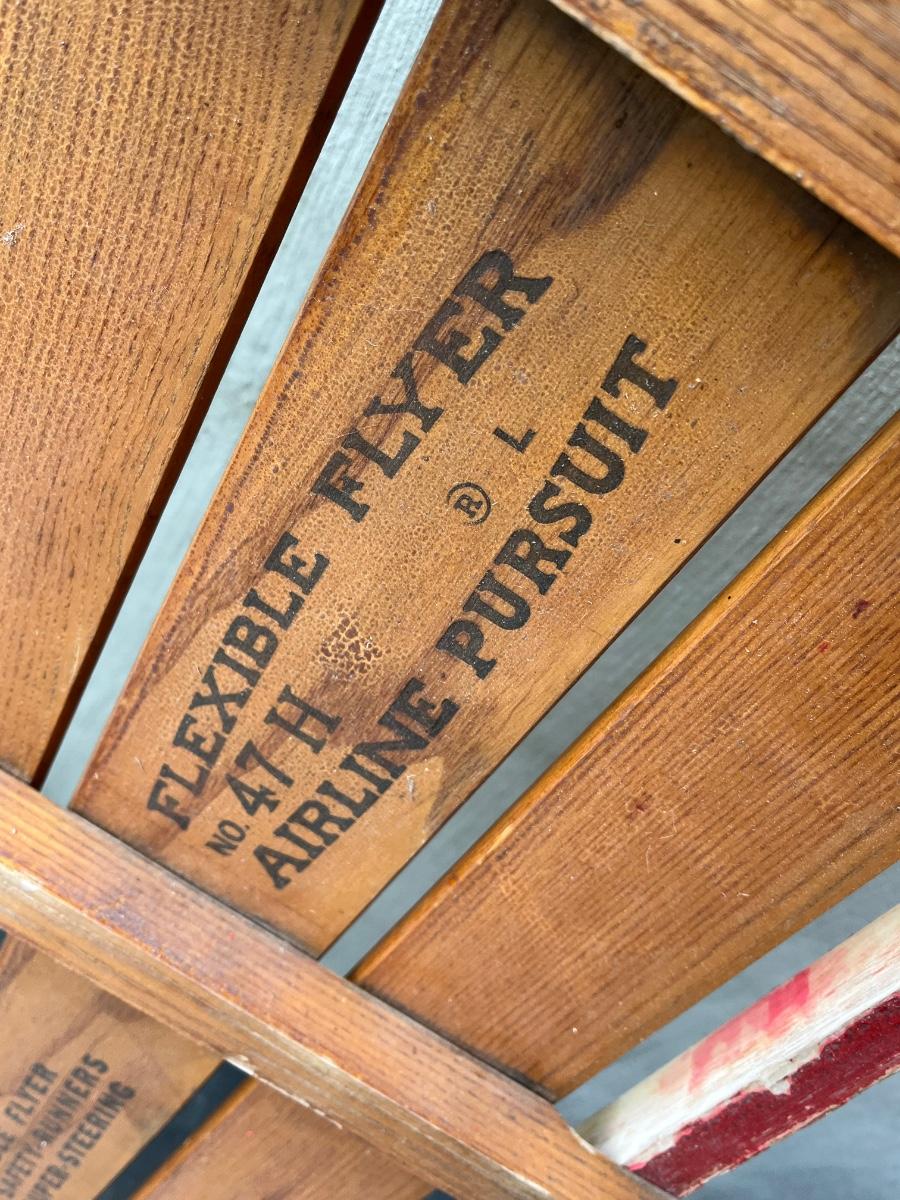 FLEXIBLE FLYER
® L
NO. 47 H
AIRLINE PURSUIT
FLYER
SAFETY-RUNNERS
SUPER-STEERING